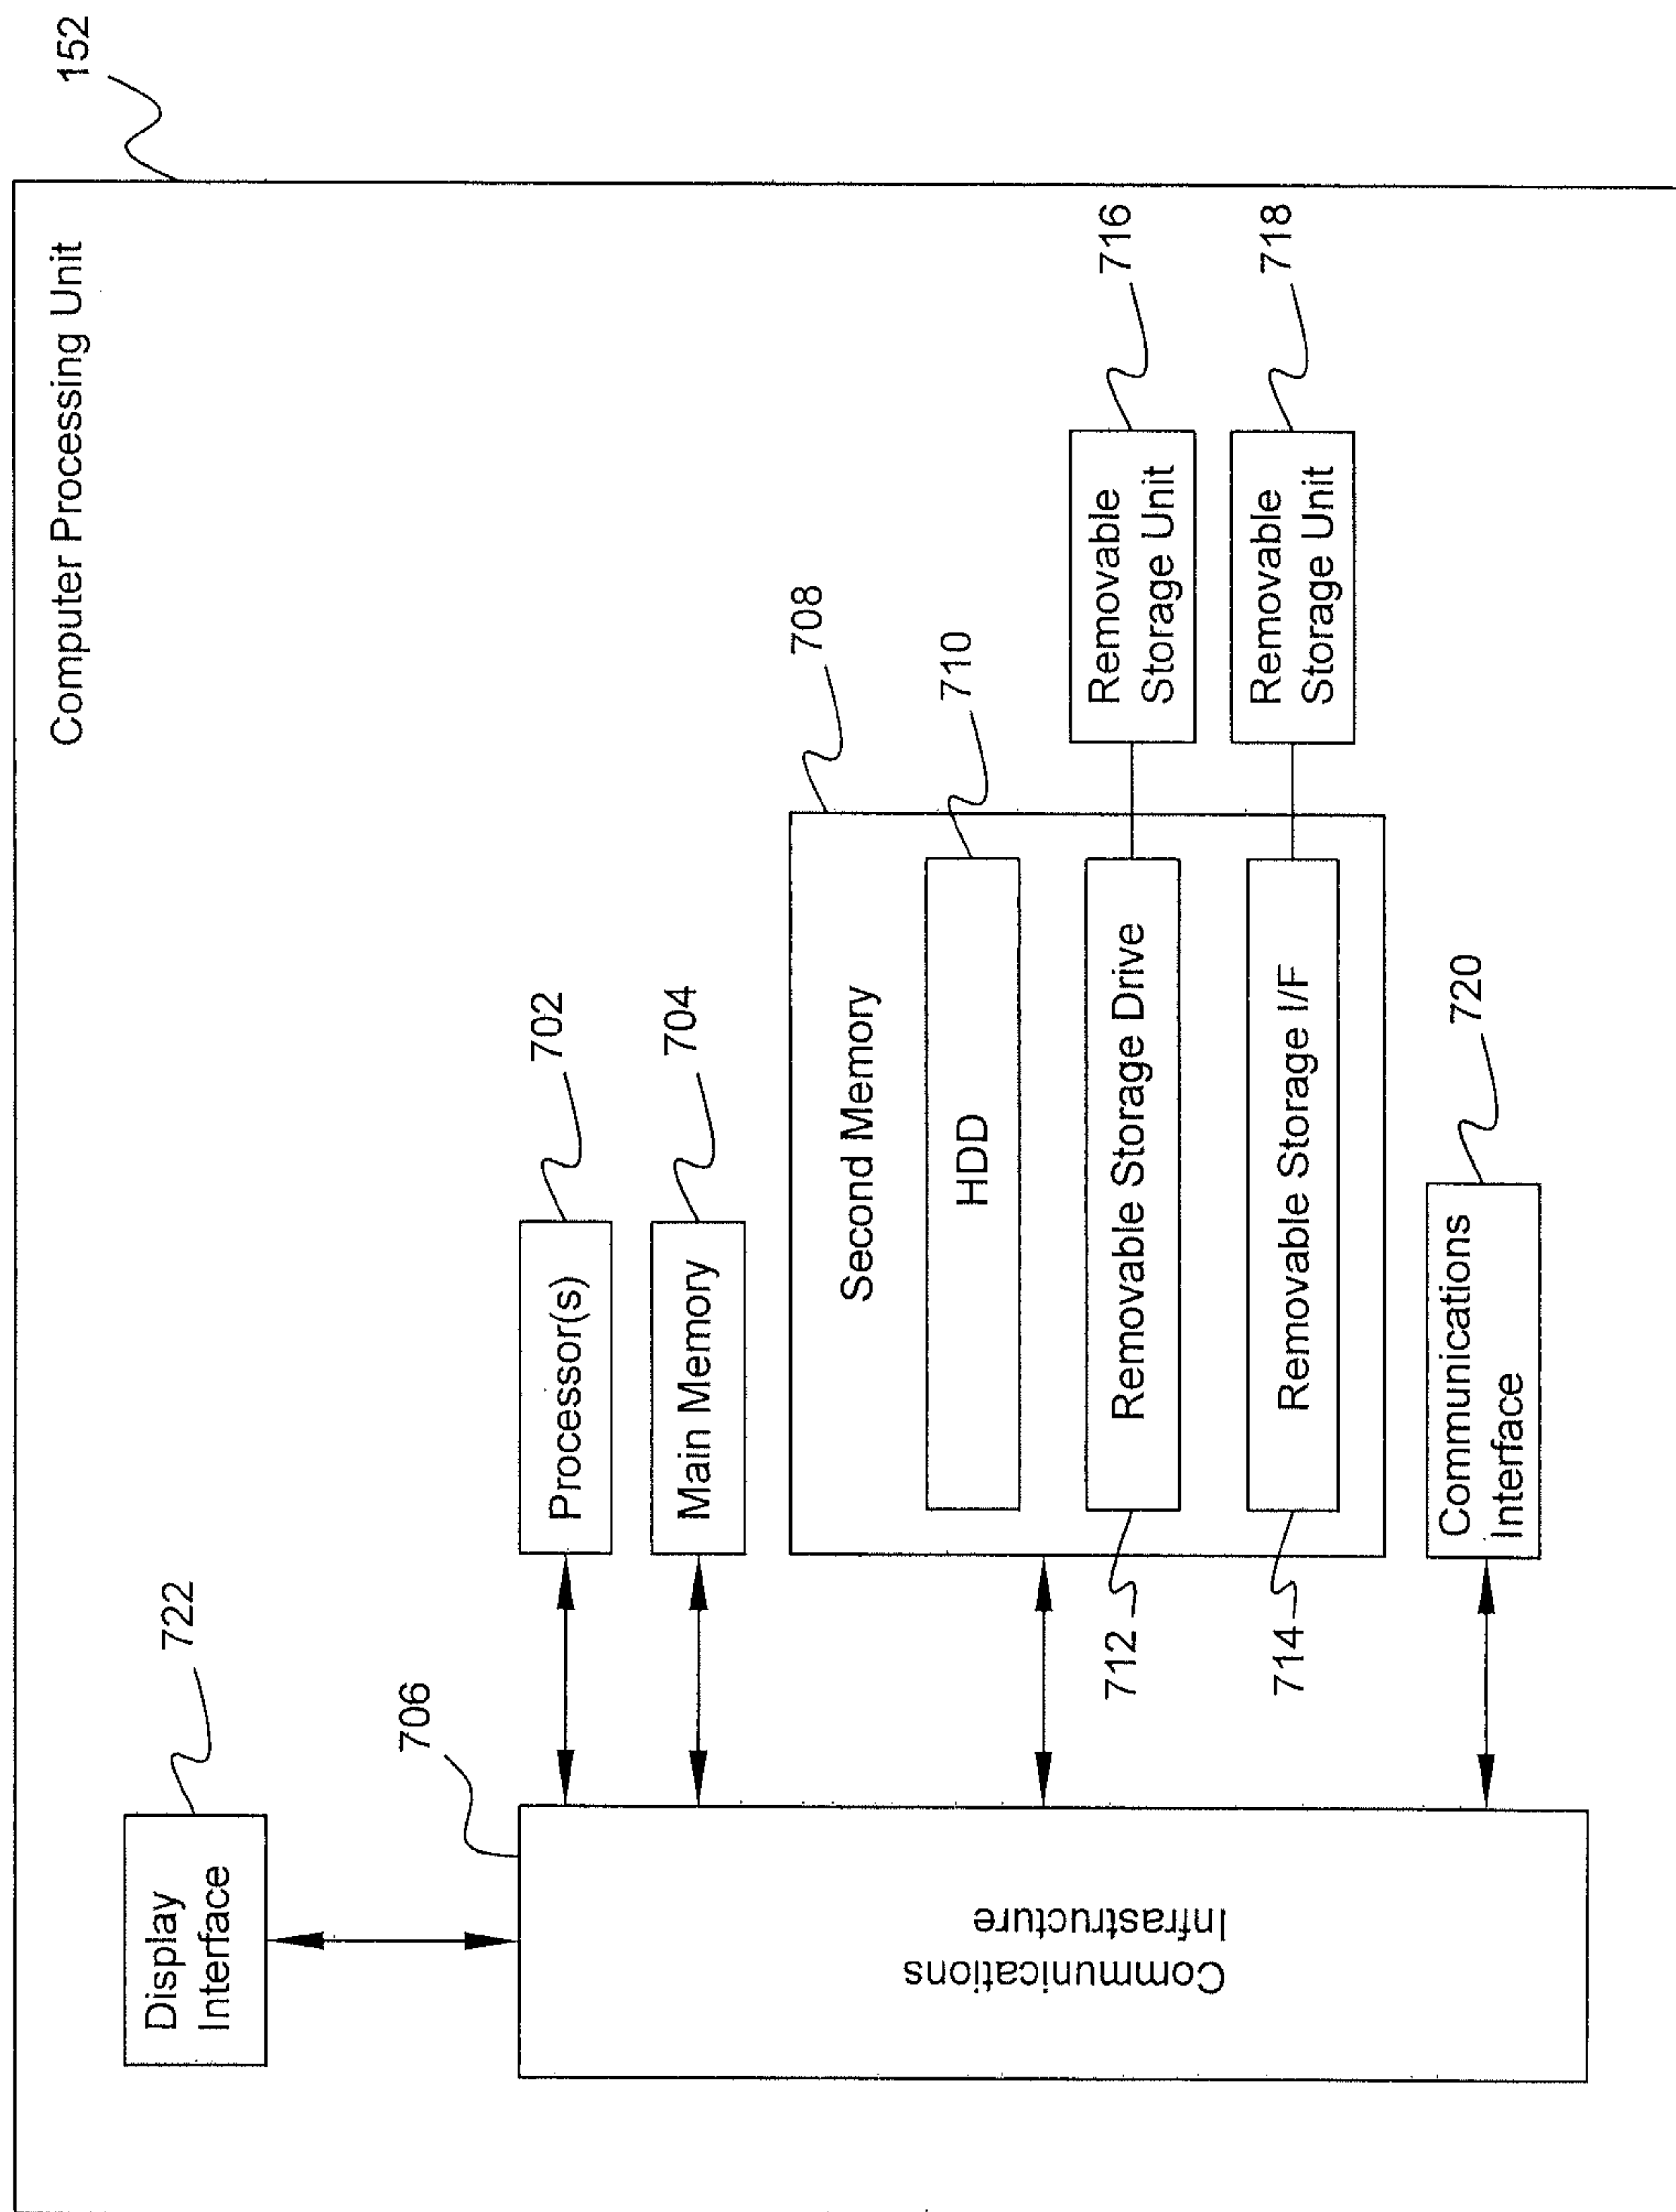 152
Computer Processing Unit
Display
Interface
722
706
Communications
Infrastructure
Processor(s)
702
Main Memory
704
708
Second Memory
HDD
710
Removable Storage Drive
712
Removable
Storage Unit
716
Removable Storage I/F
714
Removable
Storage Unit
718
Communications
Interface
720